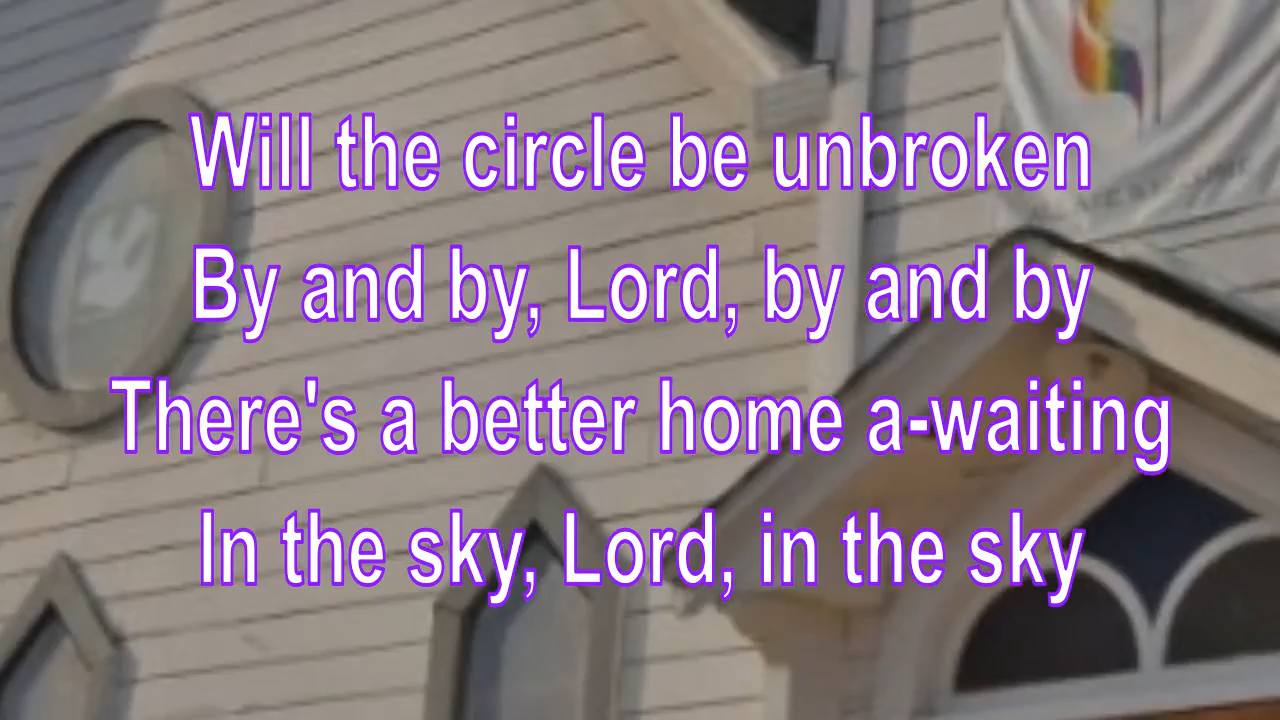 Will the circle be unbroken
By and by, Lord, by and by
There's a better home a-waiting
In the sky, Lord, in the sky